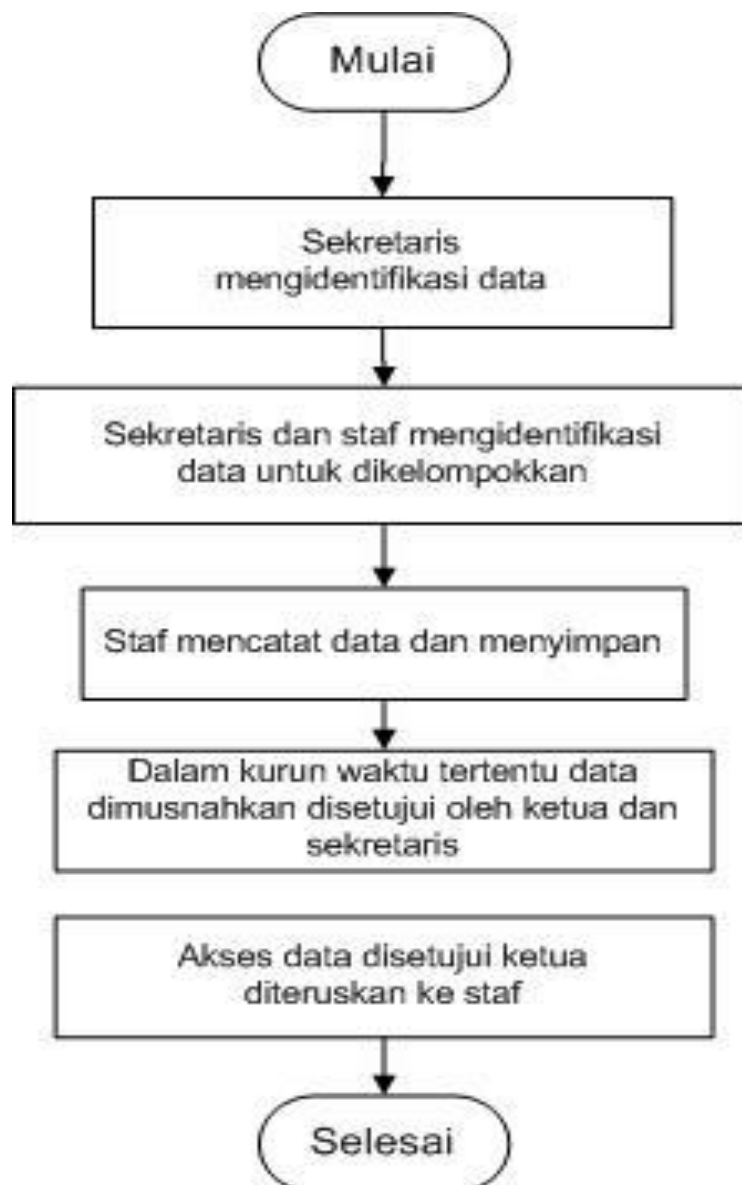 Mulai
Sekretaris
mengidentifikasi data
Sekretaris dan staf mengidentifikasi
data untuk dikelompokkan
Staf mencatat data dan menyimpan
Dalam kurun waktu tertentu data
dimusnahkan disetujui oleh ketua dan
sekretaris
Akses data disetujui ketua
diteruskan ke staf
Selesai